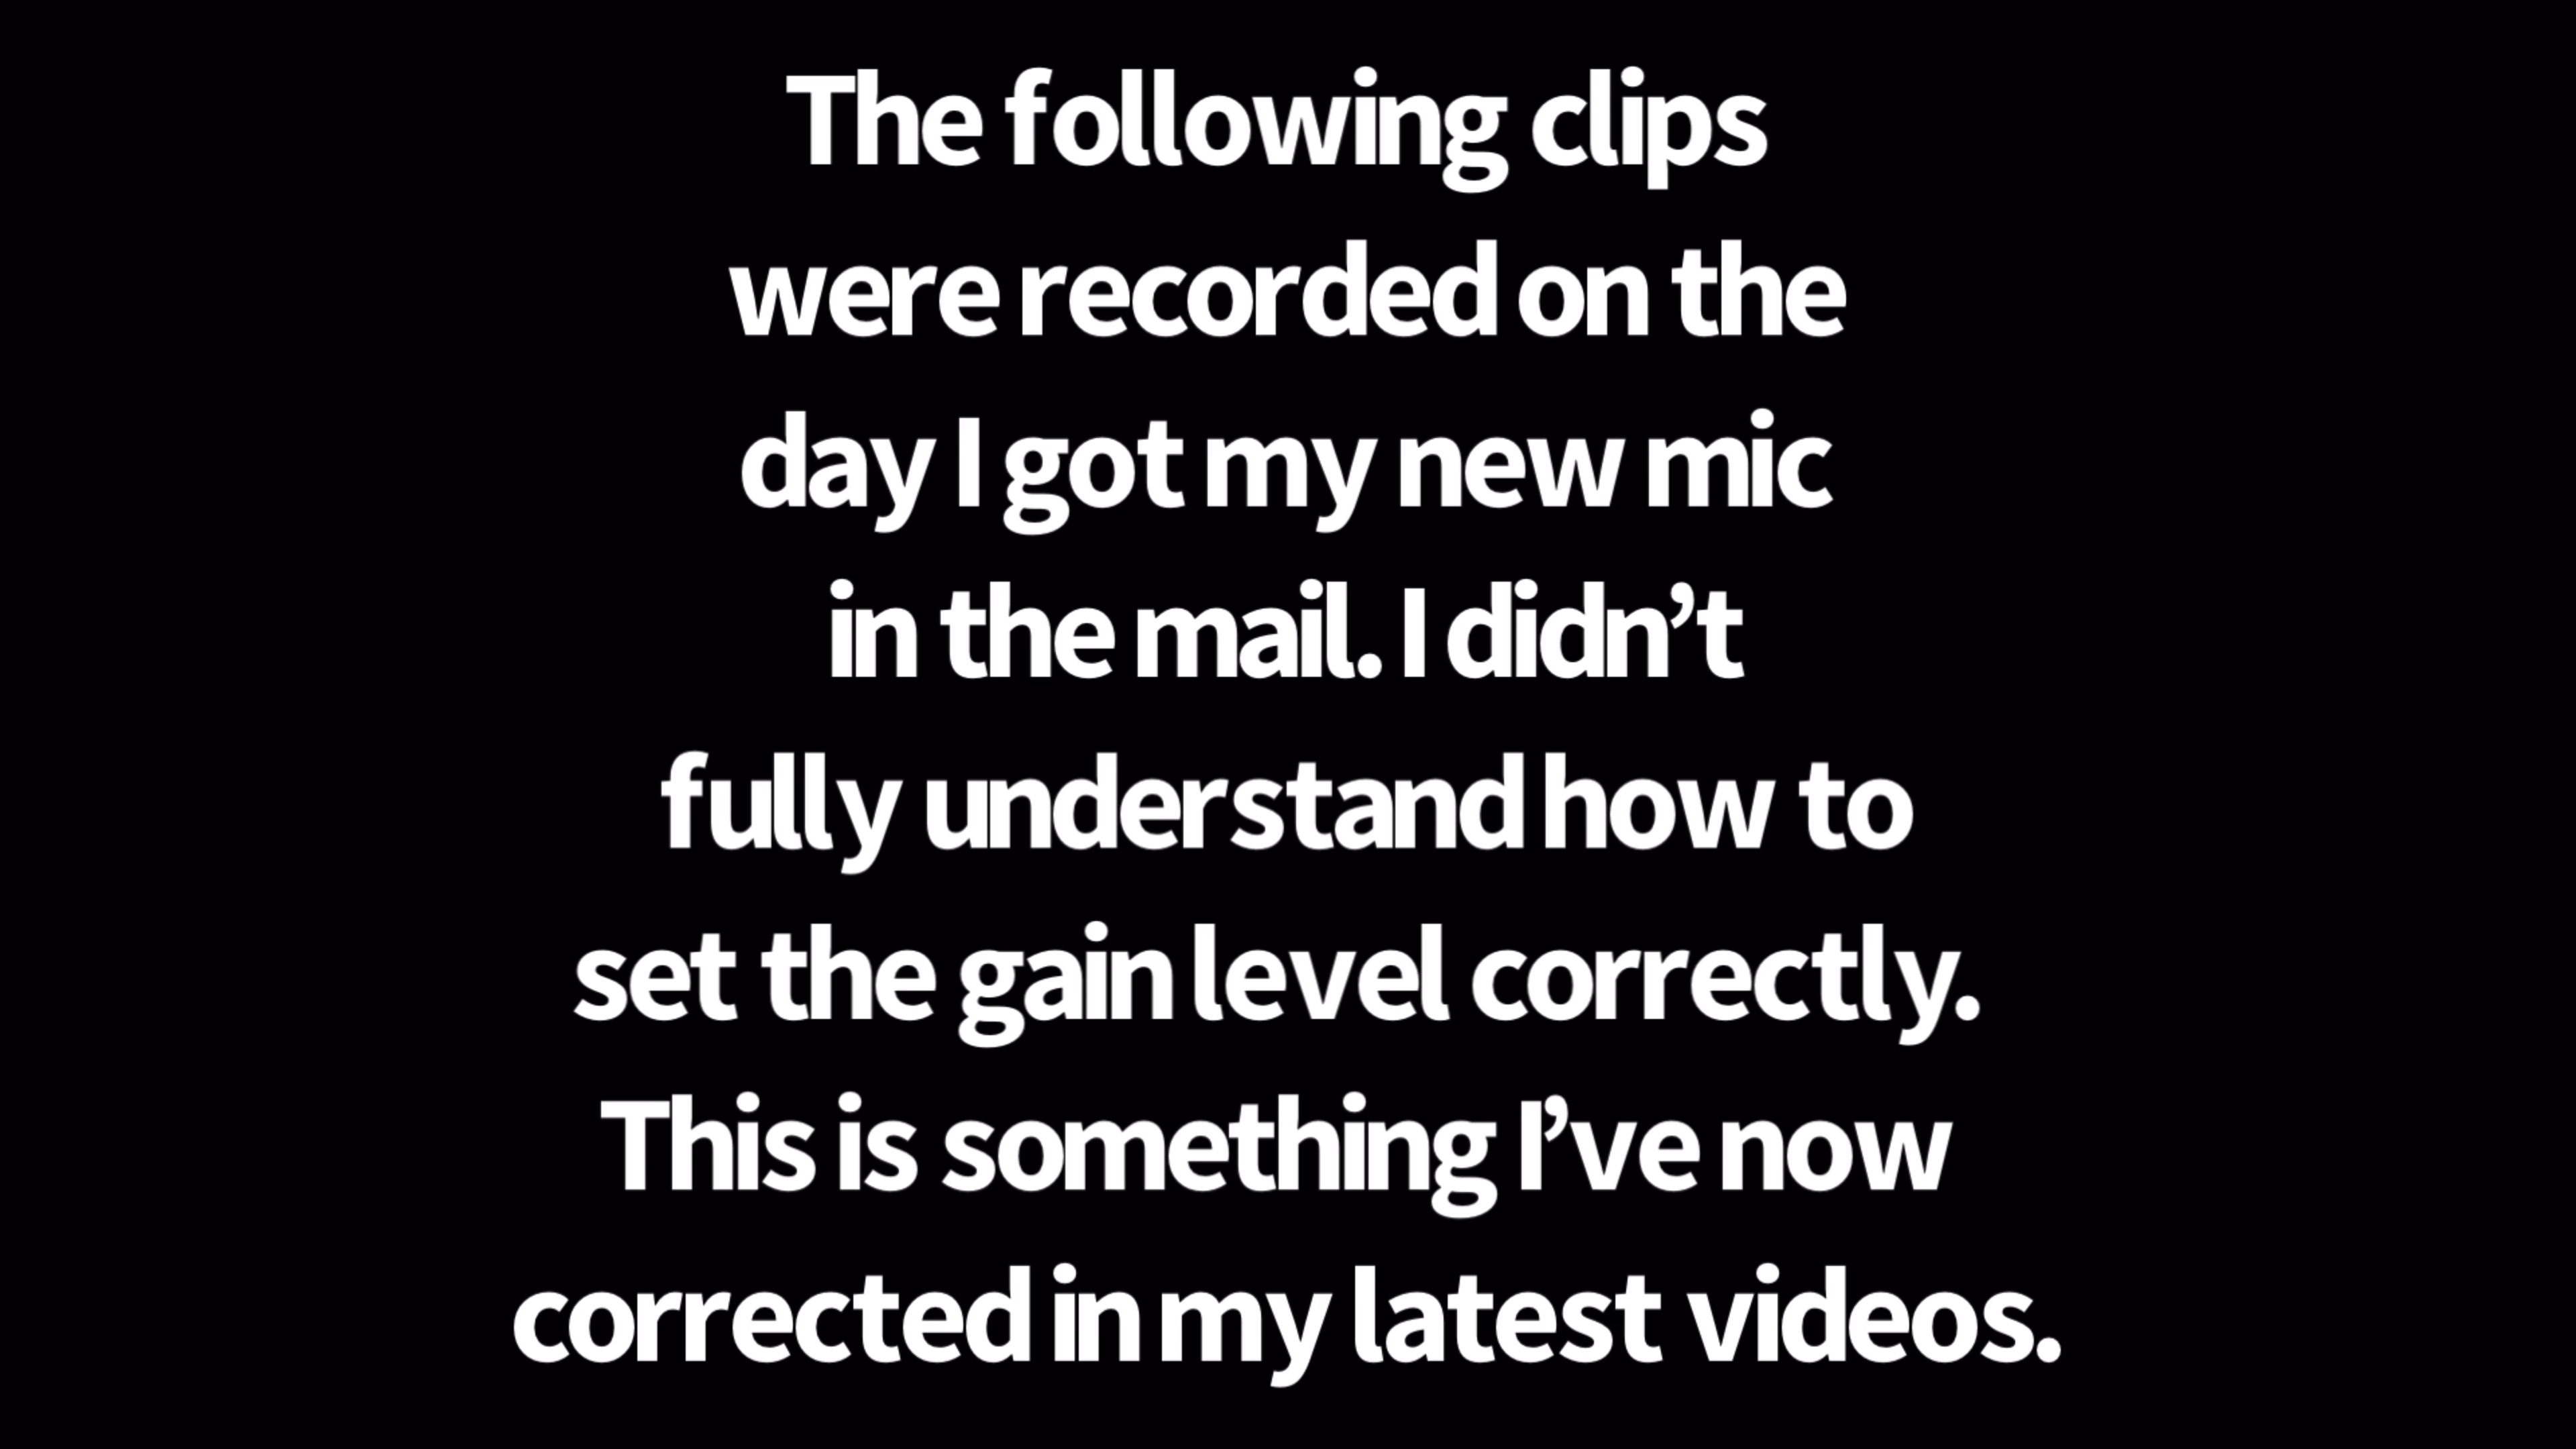 The following clips
were recorded on the
day I got my new mic
in the mail. I didn’t
fully understand how to
set the gain level correctly.
This is something I’ve now
corrected in my latest videos.